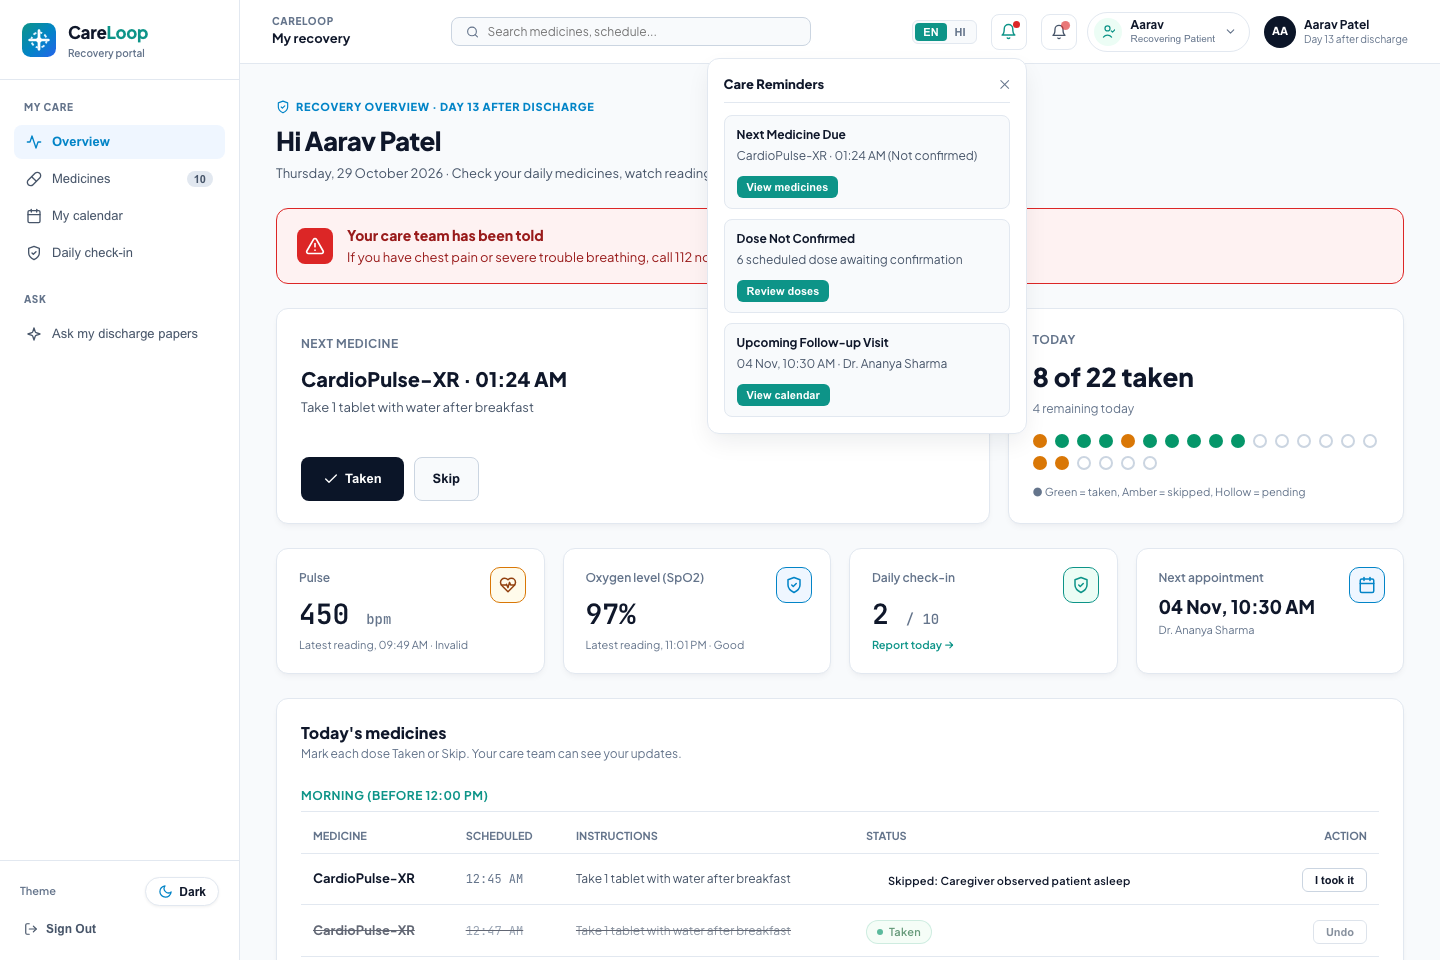 CareLoop
Recovery portal
MY CARE
Overview
Medicines 10
My calendar
Daily check-in
ASK
Ask my discharge papers
Theme Dark
Sign Out
CARELOOP
My recovery
Search medicines, schedule...
EN HI
Aarav
Recovering Patient
AA
Aarav Patel
Day 13 after discharge
RECOVERY OVERVIEW · DAY 13 AFTER DISCHARGE
Hi Aarav Patel
Thursday, 29 October 2026 · Check your daily medicines, watch reading
Your care team has been told
If you have chest pain or severe trouble breathing, call 112
Care Reminders
Next Medicine Due
CardioPulse-XR · 01:24 AM (Not confirmed)
View medicines
Dose Not Confirmed
6 scheduled dose awaiting confirmation
Review doses
Upcoming Follow-up Visit
04 Nov, 10:30 AM · Dr. Ananya Sharma
View calendar
NEXT MEDICINE
CardioPulse-XR · 01:24 AM
Take 1 tablet with water after breakfast
Taken Skip
TODAY
8 of 22 taken
4 remaining today
Green = taken, Amber = skipped, Hollow = pending
Pulse
450 bpm
Latest reading, 09:49 AM · Invalid
Oxygen level (SpO2)
97%
Latest reading, 11:01 PM · Good
Daily check-in
2 / 10
Report today →
Next appointment
04 Nov, 10:30 AM
Dr. Ananya Sharma
Today's medicines
Mark each dose Taken or Skip. Your care team can see your updates.
MORNING (BEFORE 12:00 PM)
MEDICINE SCHEDULED INSTRUCTIONS STATUS ACTION
CardioPulse-XR 12:45 AM Take 1 tablet with water after breakfast Skipped: Caregiver observed patient asleep I took it
CardioPulse-XR 12:47 AM Take 1 tablet with water after breakfast Taken Undo